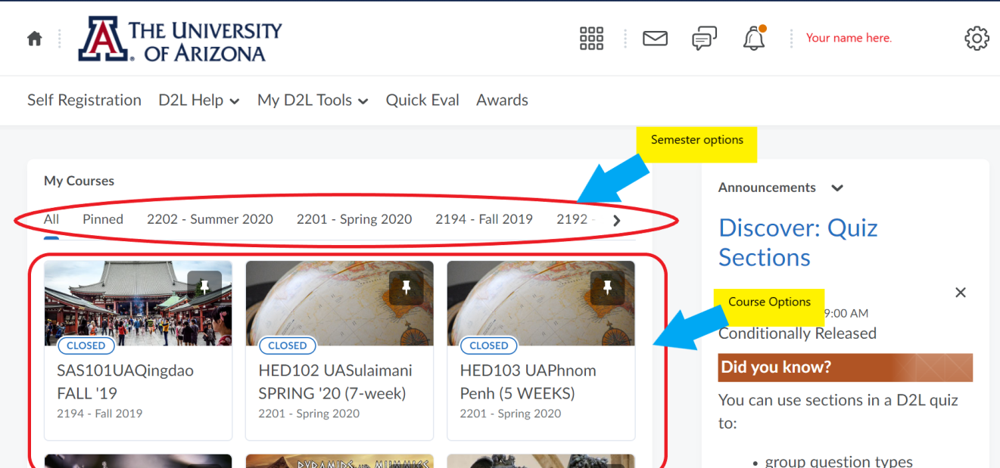 THE UNIVERSITY
OF ARIZONA
Your name here.
Self Registration D2L Help My D2L Tools Quick Eval Awards
Semester options
My Courses
All Pinned 2202 - Summer 2020 2201 - Spring 2020 2194 - Fall 2019 2192 -
CLOSED
SAS101UAQingdao
FALL '19
2194 - Fall 2019
CLOSED
HED102 UASulaimani
SPRING '20 (7-week)
2201 - Spring 2020
CLOSED
HED103 UAPhnom
Penh (5 WEEKS)
2201 - Spring 2020
PYRAMIDS AND MUMMIES
Announcements
Discover: Quiz
Sections
Course Options
9:00 AM
Conditionally Released
Did you know?
You can use sections in a D2L quiz
to:
• group question types